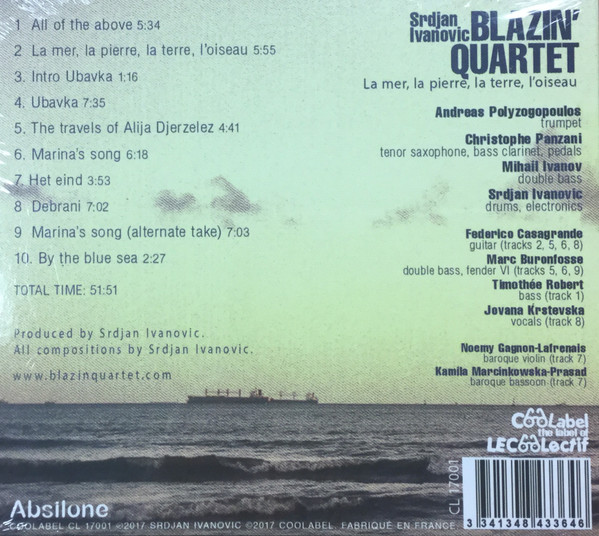 1 All of the above 5:34
2 La mer, la pierre, la terre, l'oiseau 5:55
3. Intro Ubavka 1:16
4. Ubavka 7:35
5. The travels of Alija Djerzelez 4:41
6. Marina's song 6:18
7. Het eind 3:53
8 Debrani 7:02
9 Marina's song (alternate take) 7:03
10. By the blue sea 2:27
TOTAL TIME: 51:51
Produced by Srdjan Ivanovic.
All compositions by Srdjan Ivanovic.
www.blazinquartet.com
Srdjan Ivanovic BLAZIN'
QUARTET
La mer, la pierre, la terre, l'oiseau
Andreas Polyzogopoulos
trumpet
Christophe Panzani
tenor saxophone, bass clarinet, pedals
Mihail Ivanov
double bass
Srdjan Ivanovic
drums, electronics
Federico Casagrande
guitar (tracks 2, 5, 6, 8)
Marc Buronfosse
double bass, fender VI (tracks 5, 6, 9)
Timothée Robert
bass (track 1)
Jovana Krstevska
vocals (track 8)
Noemy Gagnon-Lafrenais
baroque violin (track 7)
Kamila Marcinkowska-Prasad
baroque bassoon (track 7)
CooLabel
the label of
LECooLectif
CL 17001
3 341348 433646
Absilone
COOLABEL CL 17001 ©2017 SRDJAN IVANOVIC ©2017 COOLABEL. FABRIQUÉ EN FRANCE